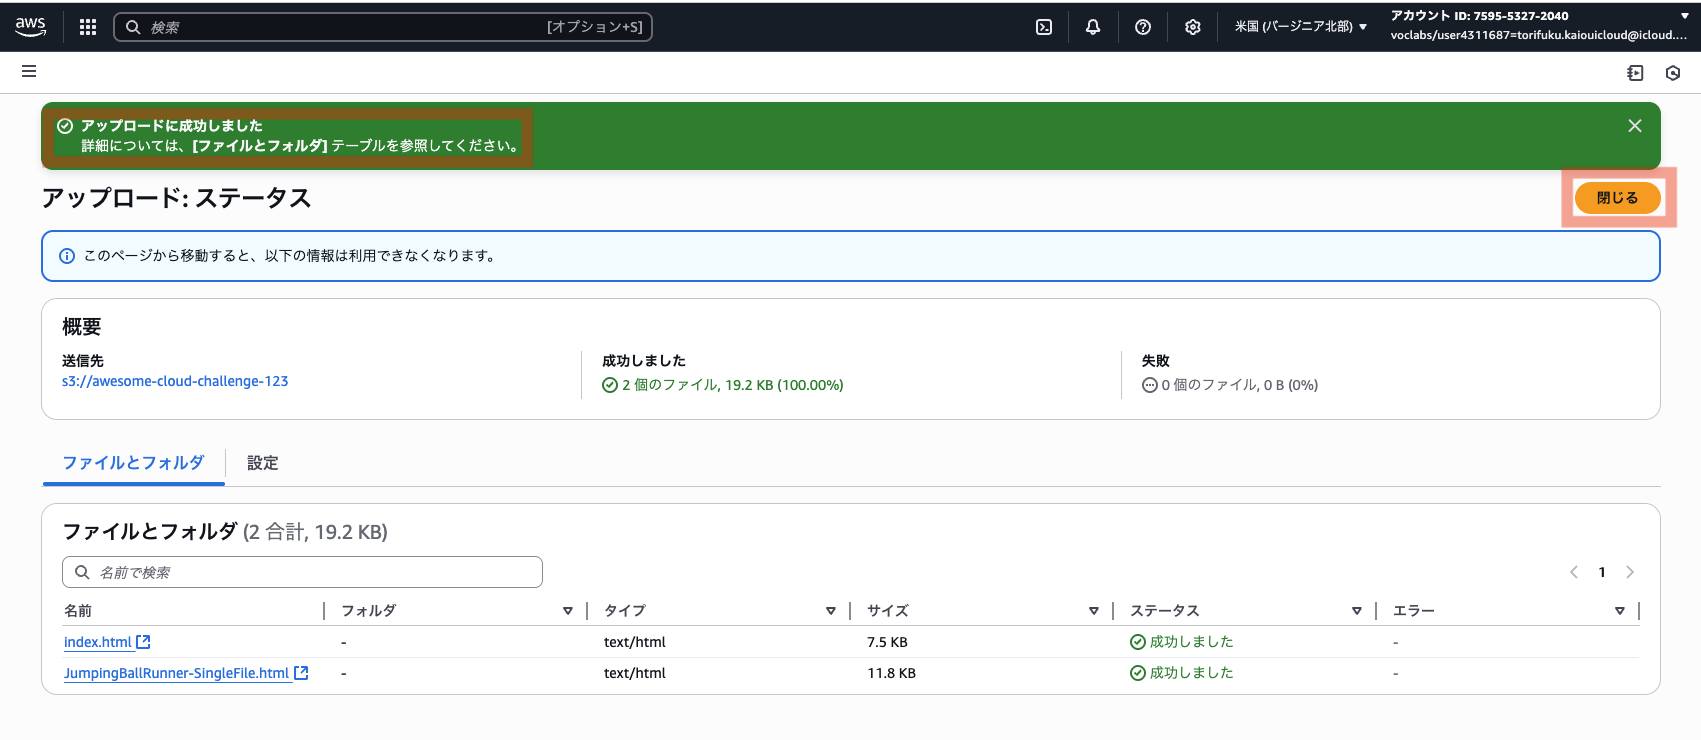 aws
検索
[オプション+S]
米国 (バージニア北部)
アカウント ID: 7595-5327-2040
voclabs/user4311687=torifuku.kaiouicloud@icloud....
アップロードに成功しました
詳細については、[ファイルとフォルダ] テーブルを参照してください。
アップロード: ステータス
閉じる
このページから移動すると、以下の情報は利用できなくなります。
概要
送信先
s3://awesome-cloud-challenge-123
成功しました
2 個のファイル, 19.2 KB (100.00%)
失敗
0 個のファイル, 0 B (0%)
ファイルとフォルダ
設定
ファイルとフォルダ (2 合計, 19.2 KB)
名前で検索
1
名前 フォルダ タイプ サイズ ステータス エラー
index.html - text/html 7.5 KB 成功しました -
JumpingBallRunner-SingleFile.html - text/html 11.8 KB 成功しました -